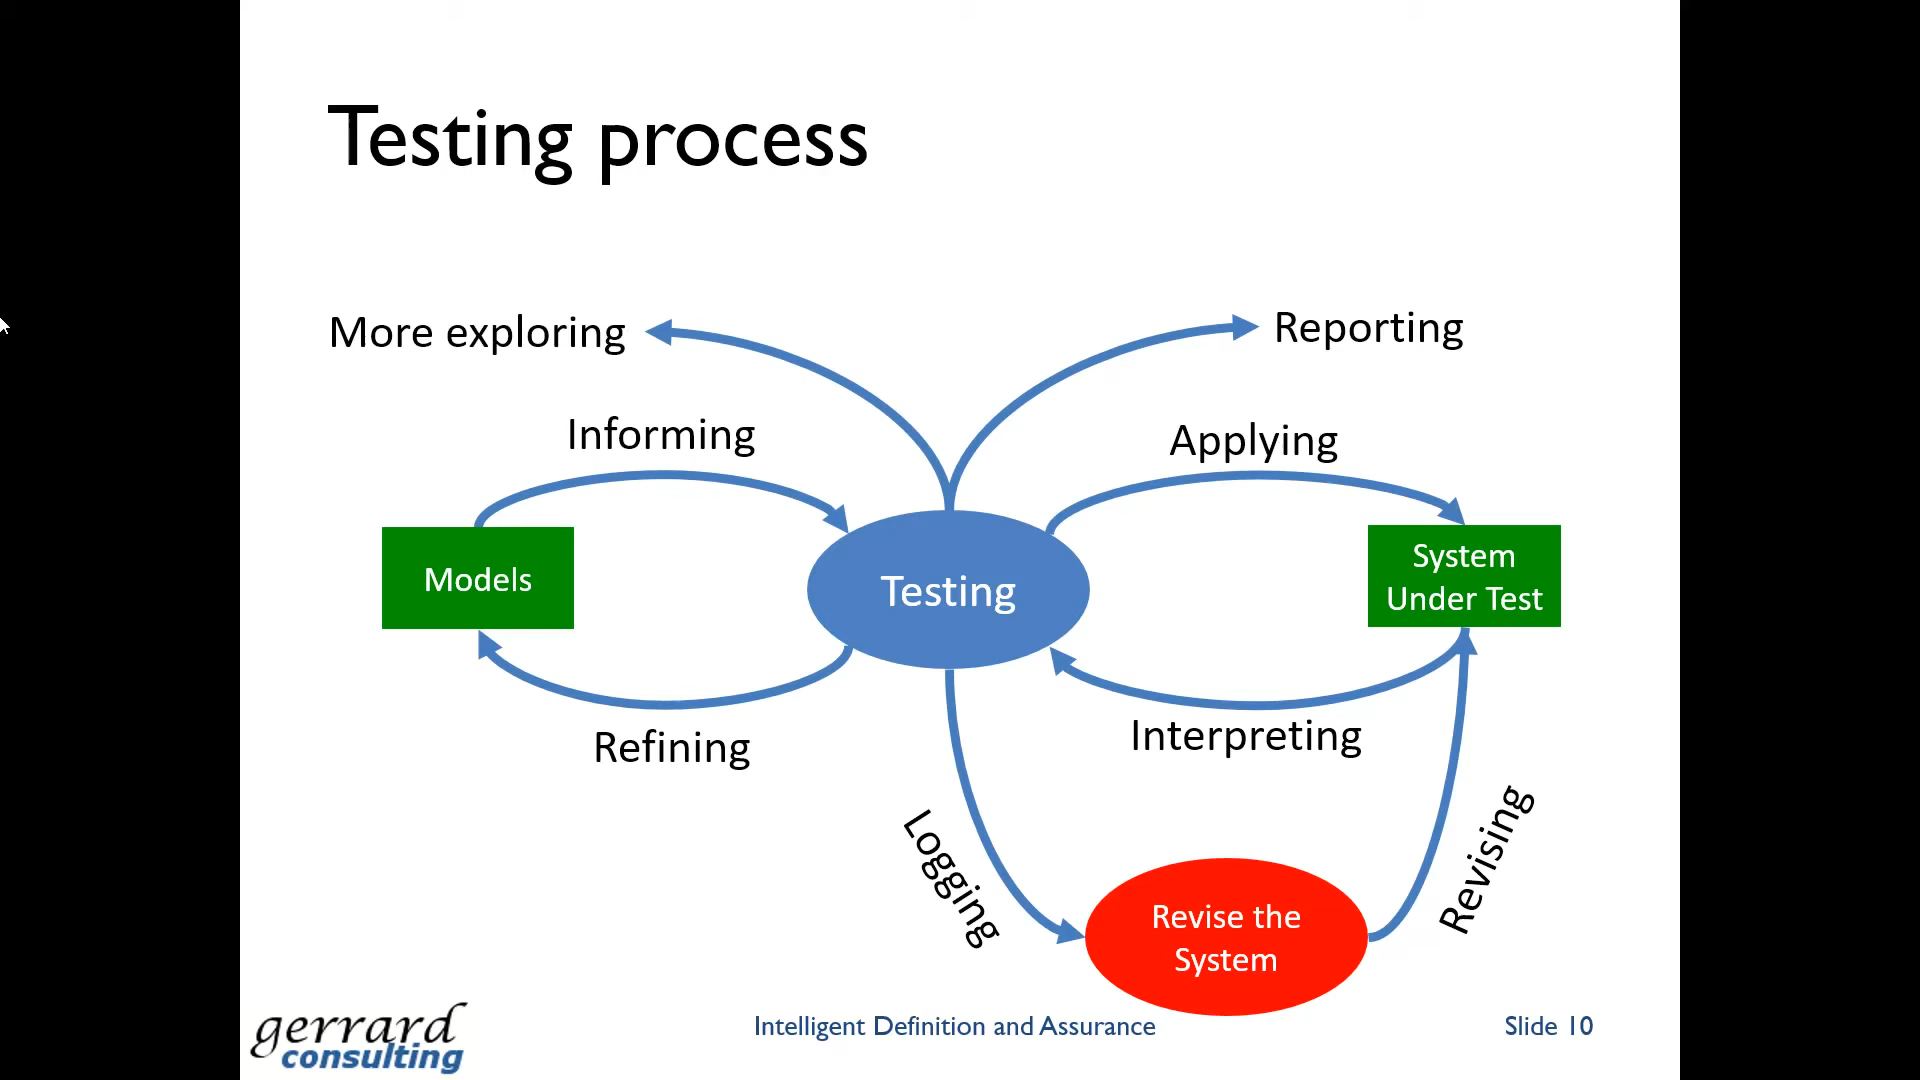 Testing process
More exploring
Reporting
Informing
Applying
Models
Testing
System
Under Test
Refining
Interpreting
Logging
Revising
Revise the
System
gerrard
consulting
Intelligent Definition and Assurance
Slide 10